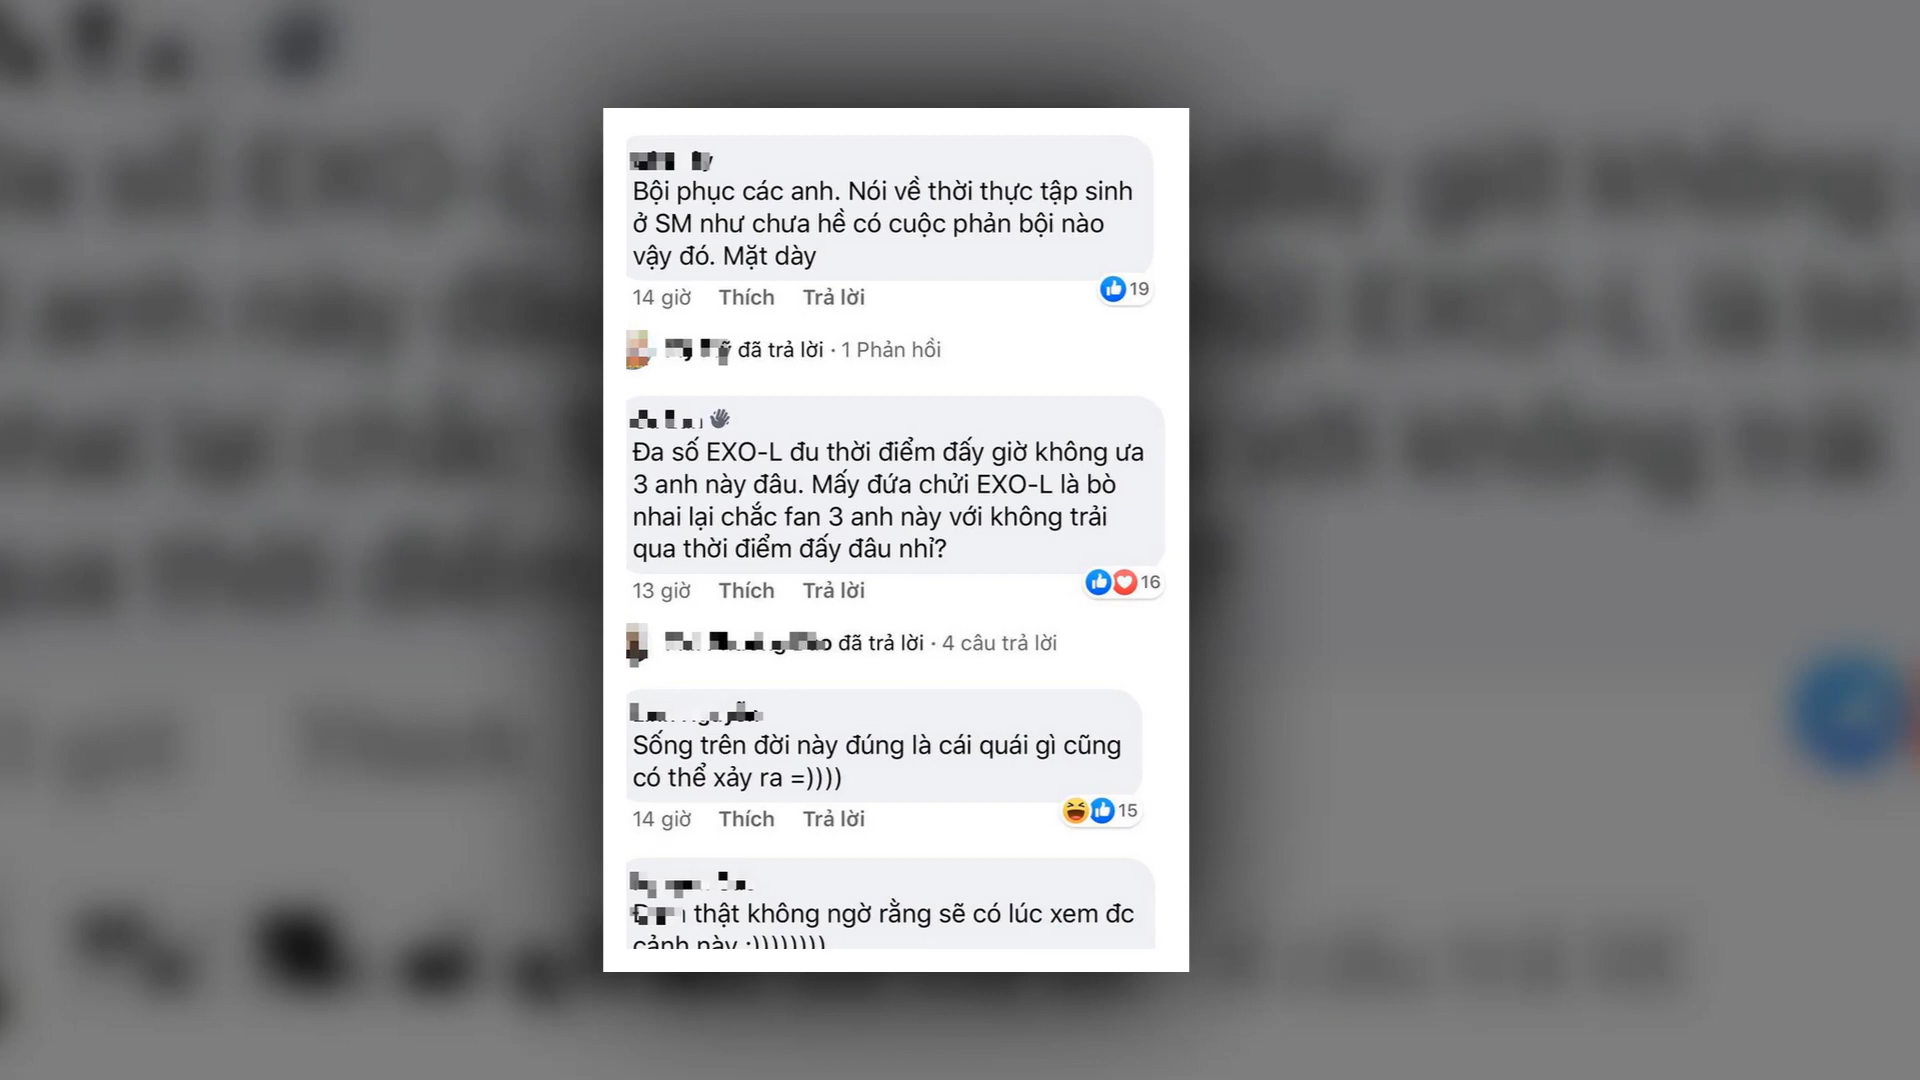 Bội phục các anh. Nói về thời thực tập sinh
ở SM như chưa hề có cuộc phản bội nào
vậy đó. Mặt dày
14 giờ Thích Trả lời 19
đã trả lời · 1 Phản hồi
Đa số EXO-L đu thời điểm đấy giờ không ưa
3 anh này đâu. Mấy đứa chửi EXO-L là bò
nhai lại chắc fan 3 anh này với không trải
qua thời điểm đấy đâu nhỉ?
13 giờ Thích Trả lời 16
đã trả lời · 4 câu trả lời
Sống trên đời này đúng là cái quái gì cũng
có thể xảy ra =))))
14 giờ Thích Trả lời 15
thật không ngờ rằng sẽ có lúc xem đc
cảnh này :))))))))